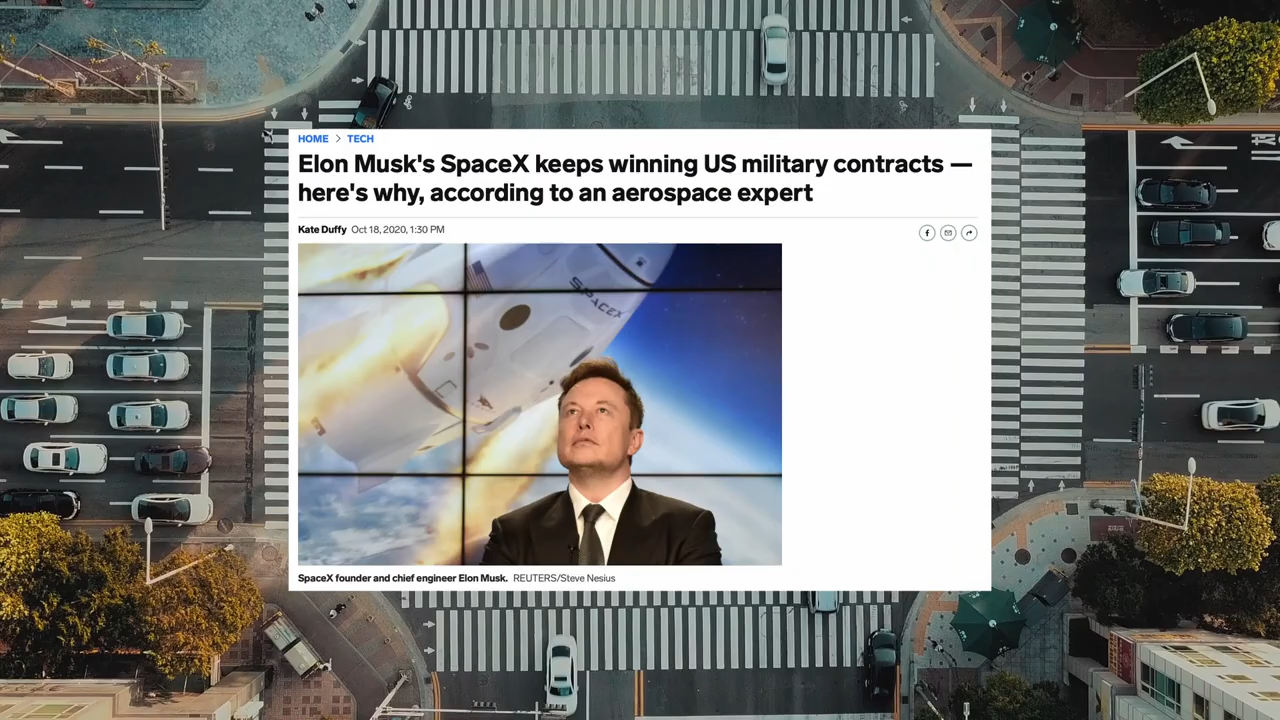 HOME > TECH
Elon Musk's SpaceX keeps winning US military contracts —
here's why, according to an aerospace expert
Kate Duffy Oct 18, 2020, 1:30 PM
SPACEX
SpaceX founder and chief engineer Elon Musk. REUTERS/Steve Nesius